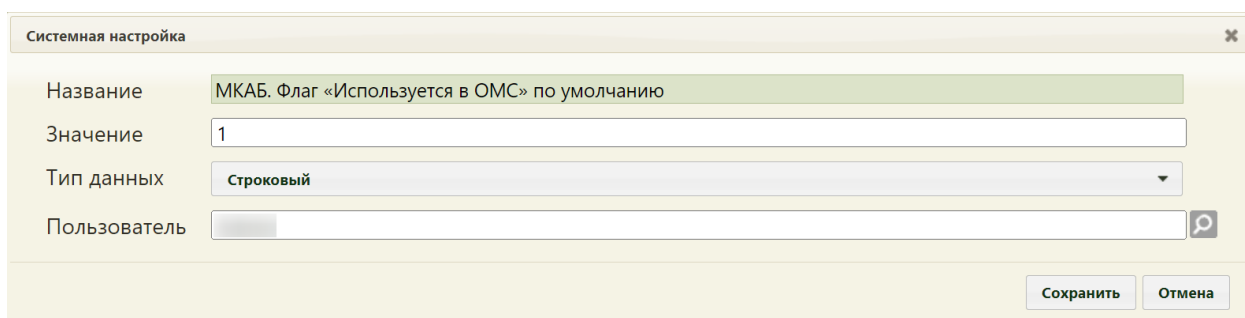 Системная настройка
Название МКАБ. Флаг «Используется в ОМС» по умолчанию
Значение 1
Тип данных Строковый
Пользователь
Сохранить Отмена